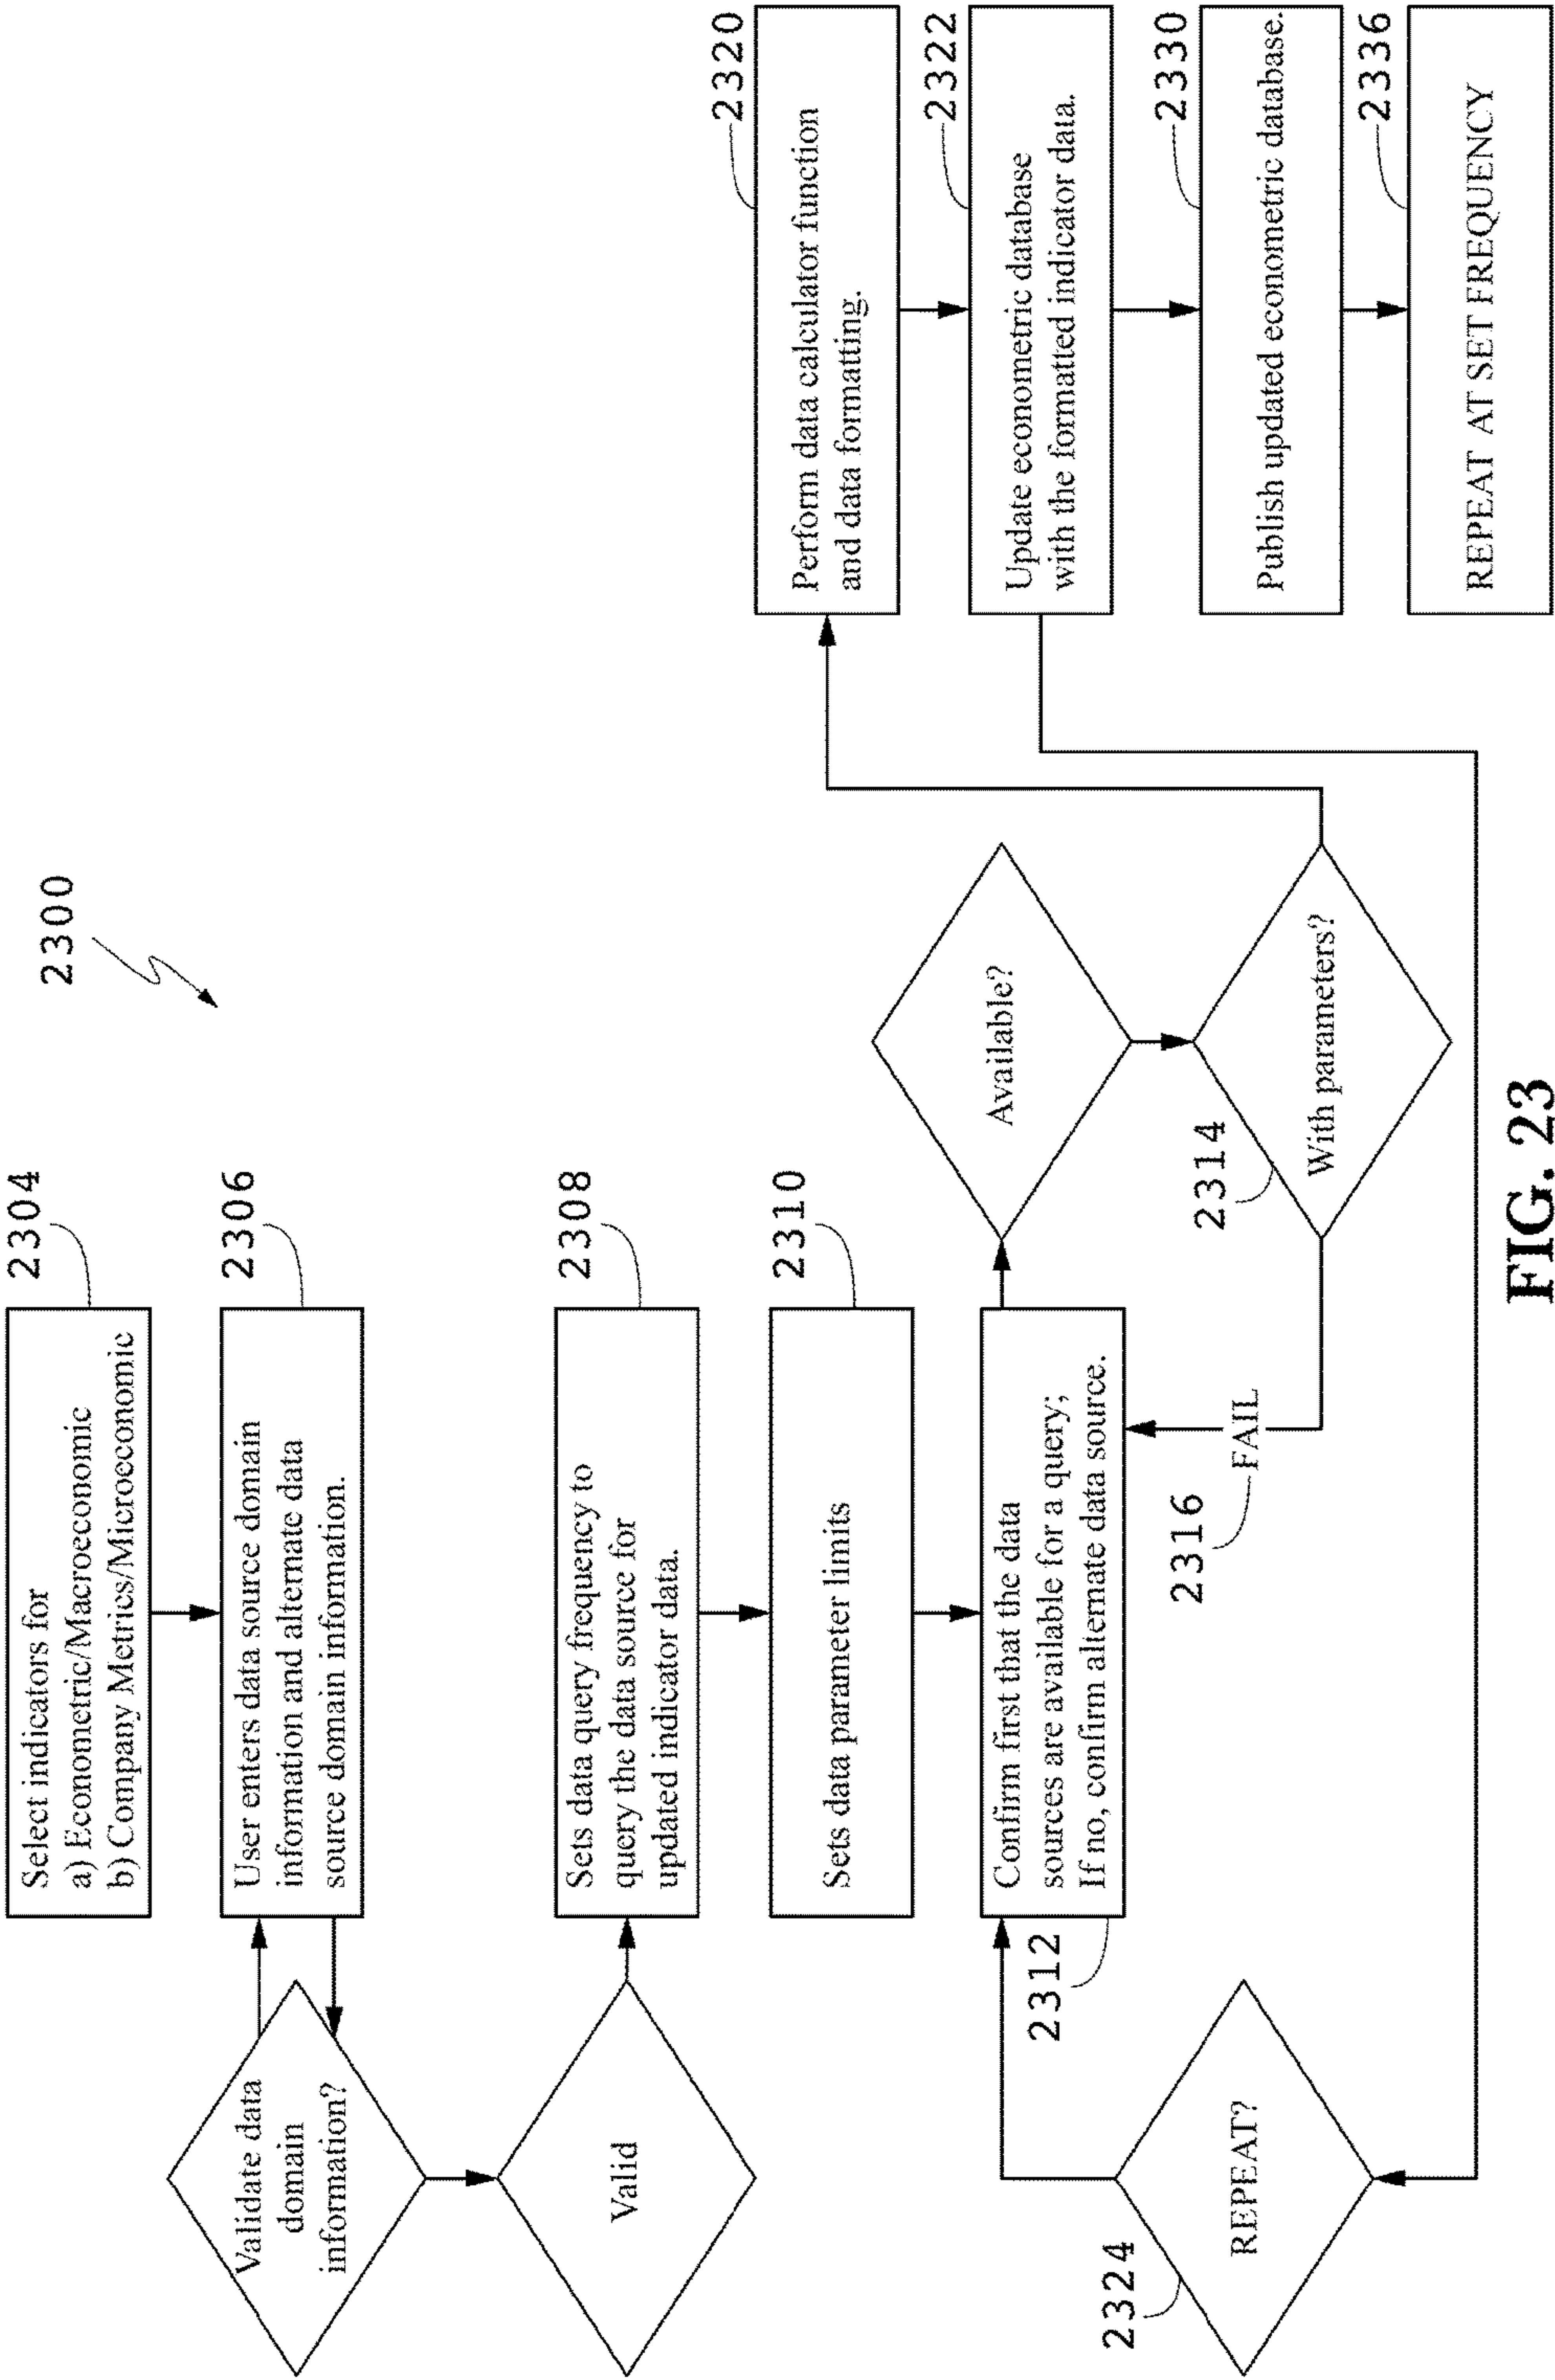 2300
2304
Select indicators for
a) Econometric/Macroeconomic
b) Company Metrics/Microeconomic
2306
User enters data source domain
information and alternate data
source domain information.
Validate data
domain
information?
Valid
2308
Sets data query frequency to
query the data source for
updated indicator data.
2310
Sets data parameter limits
2312
Confirm first that the data
sources are available for a query;
If no, confirm alternate data source.
Available?
2314
With parameters?
2316
FAIL
2320
Perform data calculator function
and data formatting.
2322
Update econometric database
with the formatted indicator data.
2324
REPEAT?
2330
Publish updated econometric database.
2336
REPEAT AT SET FREQUENCY
FIG. 23